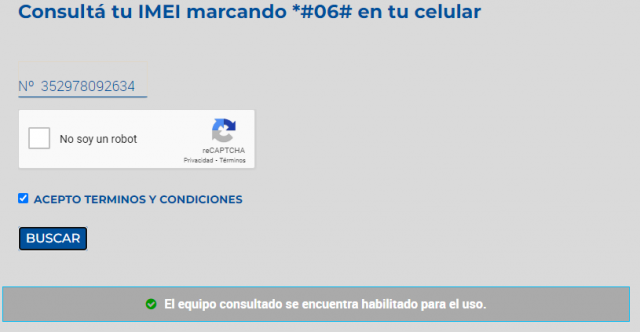 Consultá tu IMEI marcando *#06# en tu celular
Nº 352978092634
No soy un robot
reCAPTCHA
Privacidad - Términos
ACEPTO TERMINOS Y CONDICIONES
BUSCAR
El equipo consultado se encuentra habilitado para el uso.